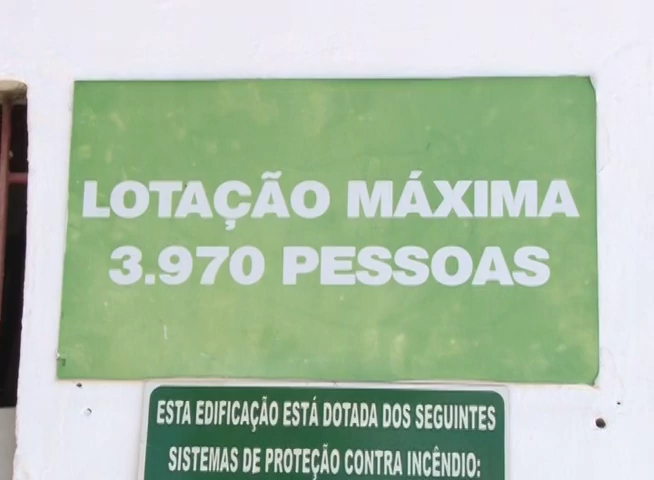 LOTAÇÃO MÁXIMA
3.970 PESSOAS
ESTA EDIFICAÇÃO ESTÁ DOTADA DOS SEGUINTES
SISTEMAS DE PROTEÇÃO CONTRA INCÊNDIO: